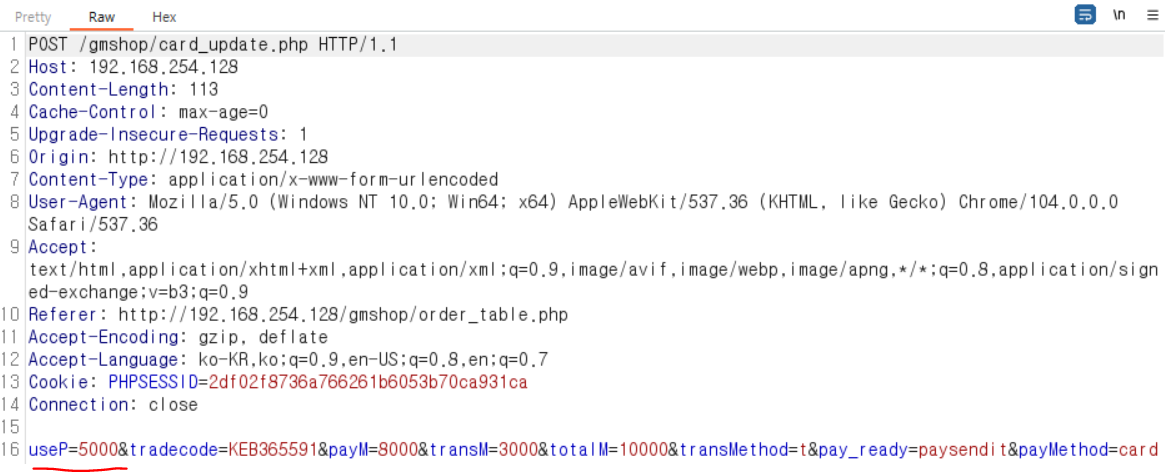 Pretty Raw Hex \n
1 POST /gmshop/card_update.php HTTP/1.1
2 Host: 192.168.254.128
3 Content-Length: 113
4 Cache-Control: max-age=0
5 Upgrade-Insecure-Requests: 1
6 Origin: http://192.168.254.128
7 Content-Type: application/x-www-form-urlencoded
8 User-Agent: Mozilla/5.0 (Windows NT 10.0; Win64; x64) AppleWebKit/537.36 (KHTML, like Gecko) Chrome/104.0.0.0
Safari/537.36
9 Accept:
text/html,application/xhtml+xml,application/xml;q=0.9,image/avif,image/webp,image/apng,*/*;q=0.8,application/sign
ed-exchange;v=b3;q=0.9
10 Referer: http://192.168.254.128/gmshop/order_table.php
11 Accept-Encoding: gzip, deflate
12 Accept-Language: ko-KR,ko;q=0.9,en-US;q=0.8,en;q=0.7
13 Cookie: PHPSESSID=2df02f8736a766261b6053b70ca931ca
14 Connection: close
15
16 useP=5000&tradecode=KEB365591&payM=8000&transM=3000&totalM=10000&transMethod=t&pay_ready=paysendit&payMethod=card